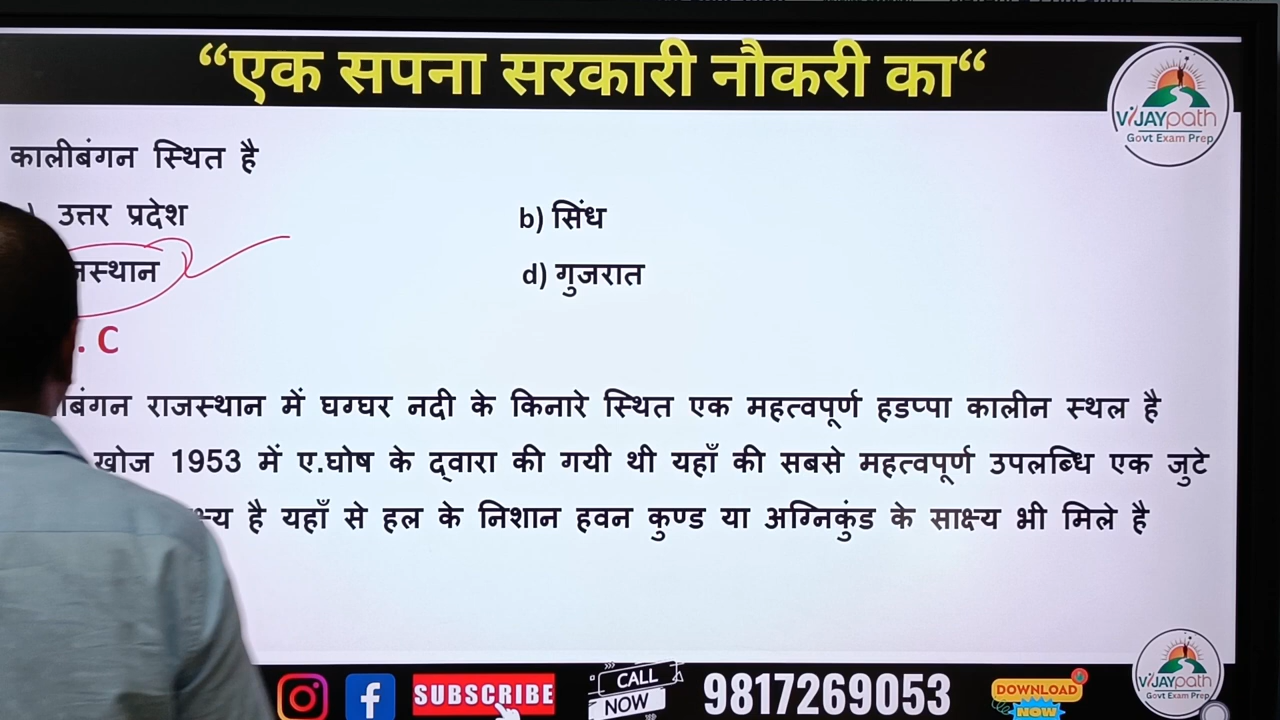 “एक सपना सरकारी नौकरी का“
VIJAYpath
Govt Exam Prep
कालीबंगन स्थित है
उत्तर प्रदेश
b) सिंध
d) गुजरात
. C
राजस्थान में घग्घर नदी के किनारे स्थित एक महत्वपूर्ण हडप्पा कालीन स्थल है
खोज 1953 में ए.घोष के द्वारा की गयी थी यहाँ की सबसे महत्वपूर्ण उपलब्धि एक जुटे
है यहाँ से हल के निशान हवन कुण्ड या अग्निकुंड के साक्ष्य भी मिले है
SUBSCRIBE
CALL
NOW
9817269053
DOWNLOAD
NOW
VIJAYpath
Govt Exam Prep